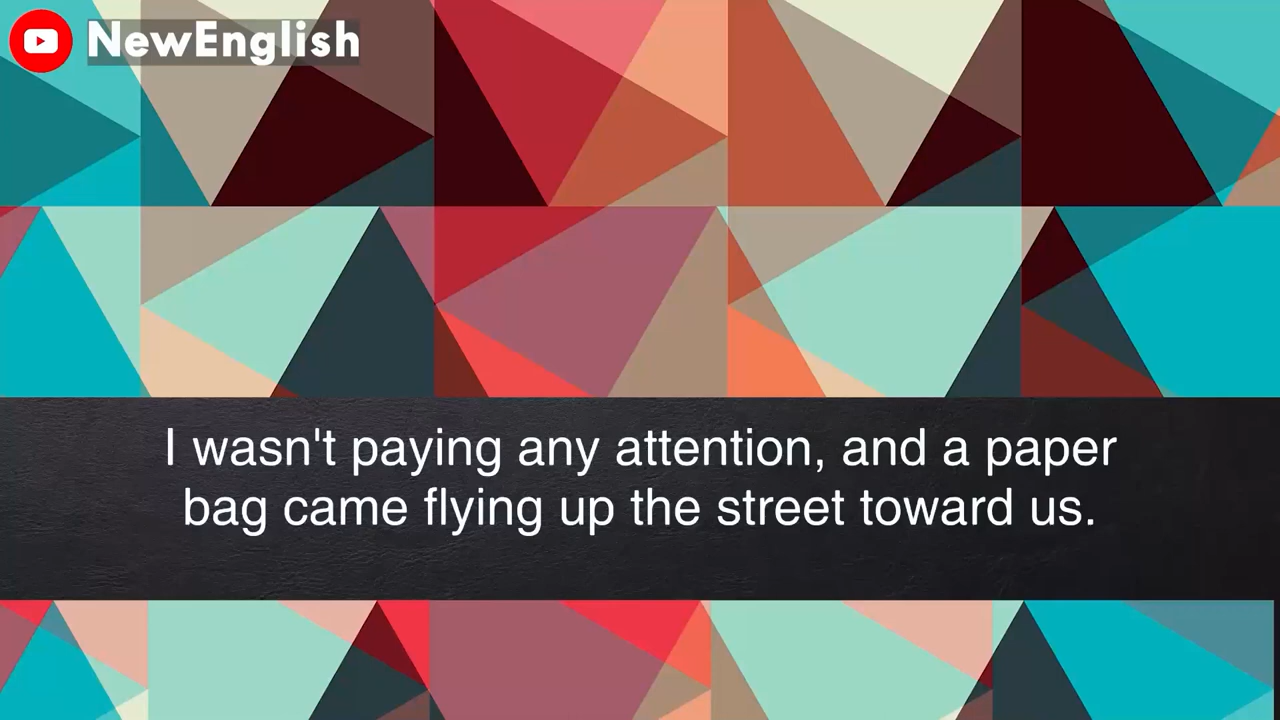 NewEnglish
I wasn't paying any attention, and a paper
bag came flying up the street toward us.